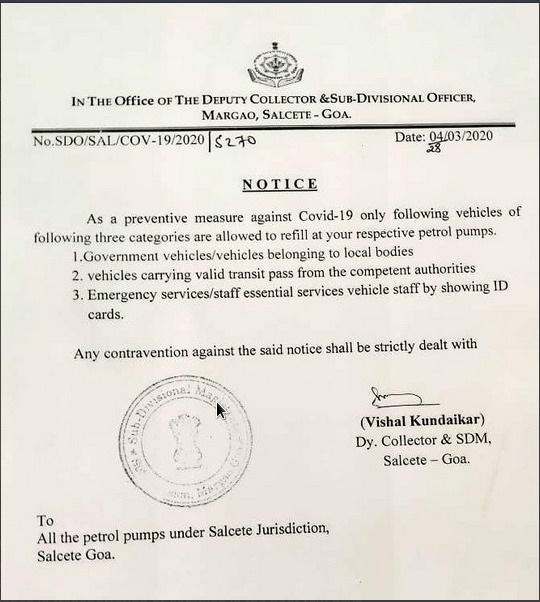 IN THE Office OF THE DEPUTY COLLECTOR &SUB-DIVISIONAL OFFICER,
MARGAO, SALCETE - GOA.
No.SDO/SAL/COV-19/2020/5270
Date: 04/03/2020
28
NOTICE
As a preventive measure against Covid-19 only following vehicles of
following three categories are allowed to refill at your respective petrol pumps.
1.Government vehicles/vehicles belonging to local bodies
2. vehicles carrying valid transit pass from the competent authorities
3. Emergency services/staff essential services vehicle staff by showing ID
cards.
Any contravention against the said notice shall be strictly dealt with
Sub-Divisional
(Vishal Kundaikar)
Dy. Collector & SDM,
Salcete – Goa.
To
All the petrol pumps under Salcete Jurisdiction,
Salcete Goa.